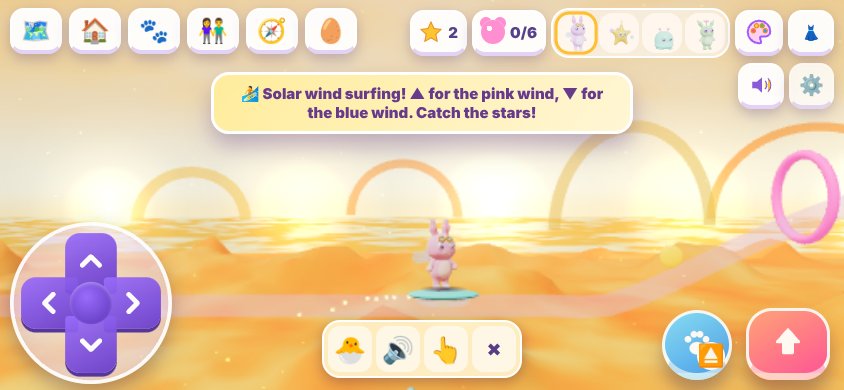 2
0/6
🏄 Solar wind surfing! ▲ for the pink wind, ▼ for
the blue wind. Catch the stars!